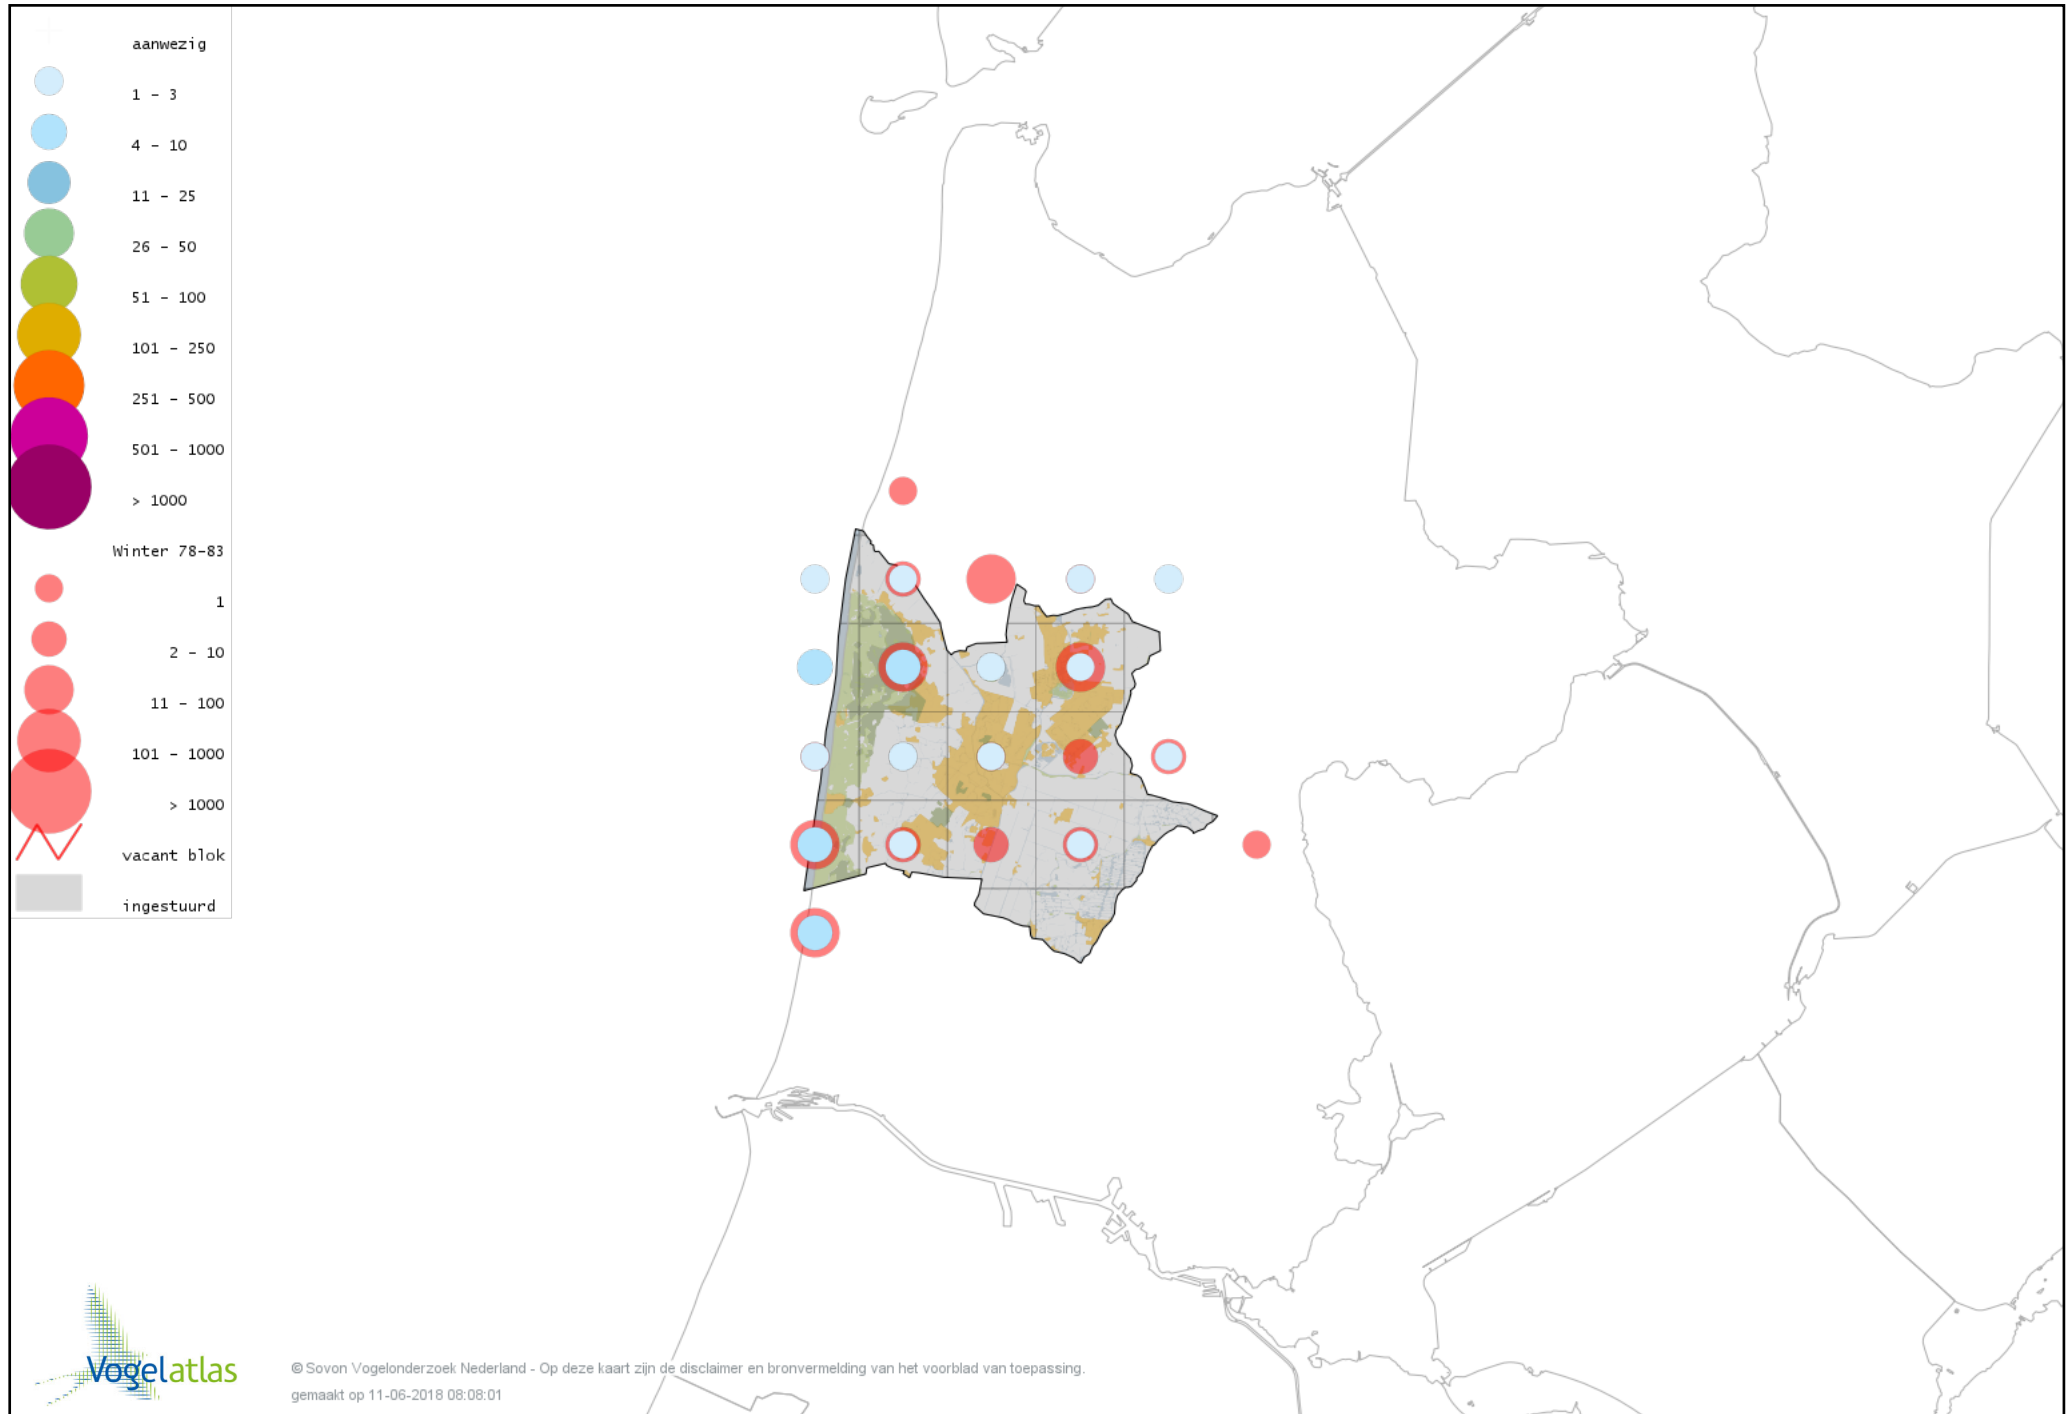 aanwezig
1 - 3
4 - 10
11 - 25
26 - 50
51 - 100
101 - 250
251 - 500
501 - 1000
> 1000
Winter 78-83
1
2 - 10
11 - 100
101 - 1000
> 1000
vacant blok
ingestuurd
Vogelatlas
© Sovon Vogelonderzoek Nederland - Op deze kaart zijn de disclaimer en bronvermelding van het voorblad van toepassing.
gemaakt op 11-06-2018 08:08:01